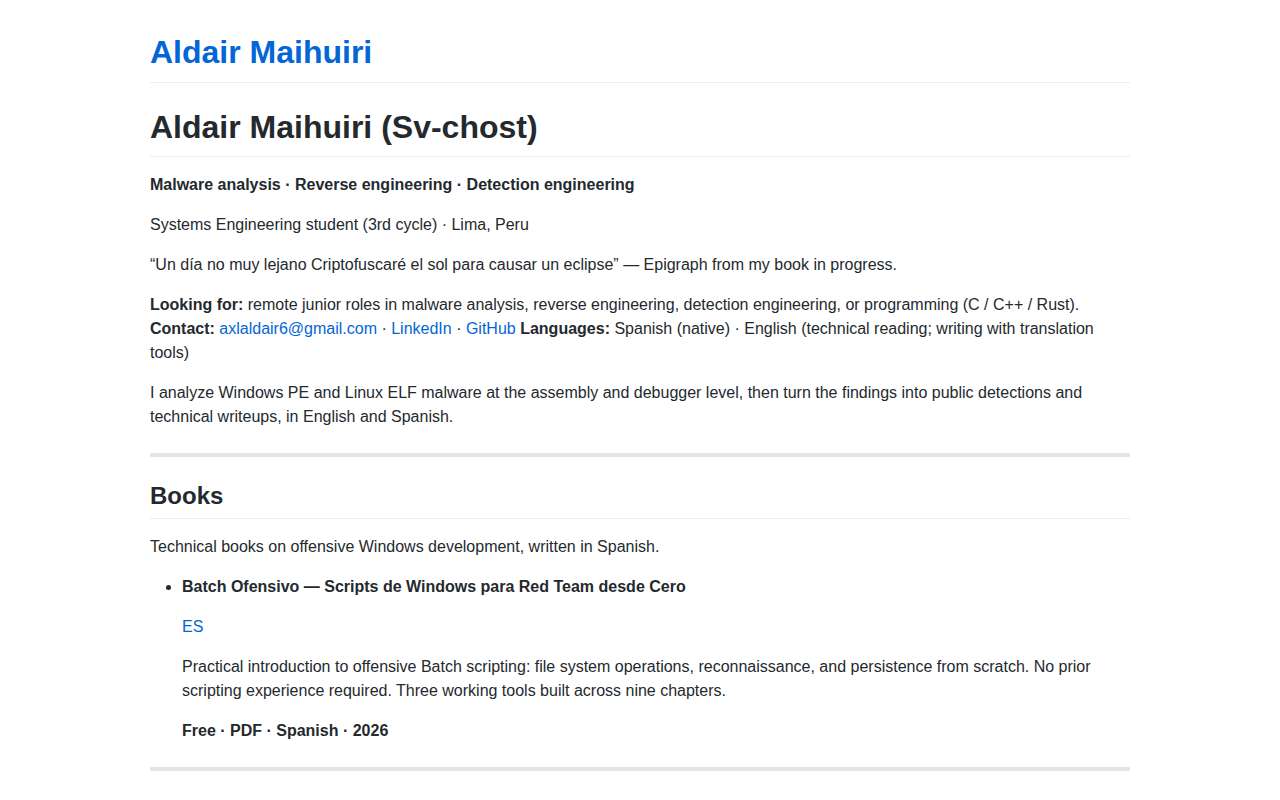 Aldair Maihuiri
Aldair Maihuiri (Sv-chost)
Malware analysis · Reverse engineering · Detection engineering
Systems Engineering student (3rd cycle) · Lima, Peru
“Un día no muy lejano Criptofuscaré el sol para causar un eclipse” — Epigraph from my book in progress.
Looking for: remote junior roles in malware analysis, reverse engineering, detection engineering, or programming (C / C++ / Rust).
Contact: axlaldair6@gmail.com · LinkedIn · GitHub Languages: Spanish (native) · English (technical reading; writing with translation
tools)
I analyze Windows PE and Linux ELF malware at the assembly and debugger level, then turn the findings into public detections and
technical writeups, in English and Spanish.
Books
Technical books on offensive Windows development, written in Spanish.
• Batch Ofensivo — Scripts de Windows para Red Team desde Cero
ES
Practical introduction to offensive Batch scripting: file system operations, reconnaissance, and persistence from scratch. No prior
scripting experience required. Three working tools built across nine chapters.
Free · PDF · Spanish · 2026